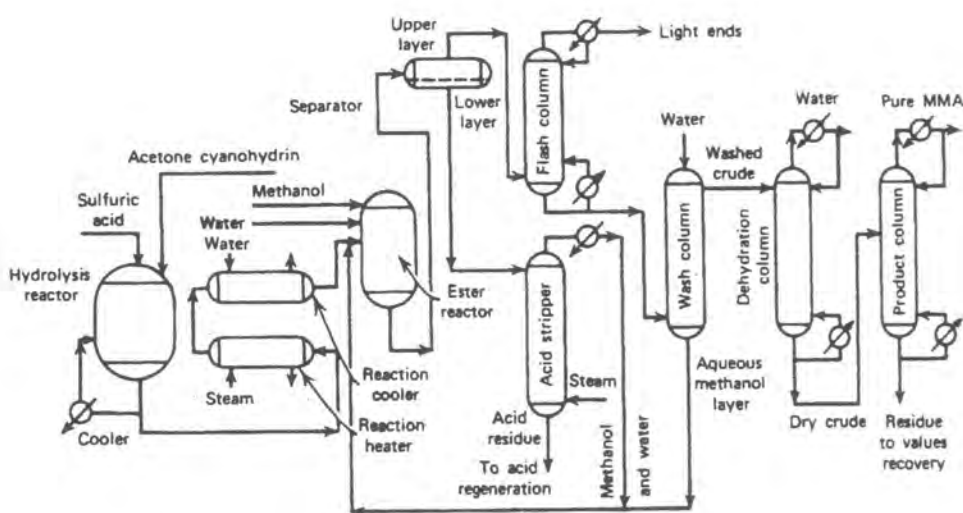 Upper
layer
Light ends
Separator
Lower
layer
Flash column
Water
Pure MMA
Water
Washed
crude
Acetone cyanohydrin
Methanol
Sulfuric
acid
Water
Water
Hydrolysis
reactor
Ester
reactor
Wash column
Dehydration
column
Product column
Acid stripper
Steam
Reaction
cooler
Steam
Reaction
heater
Cooler
Aqueous
methanol
layer
Acid
residue
Dry crude
Residue
to values
recovery
To acid
regeneration
Methanol
and water